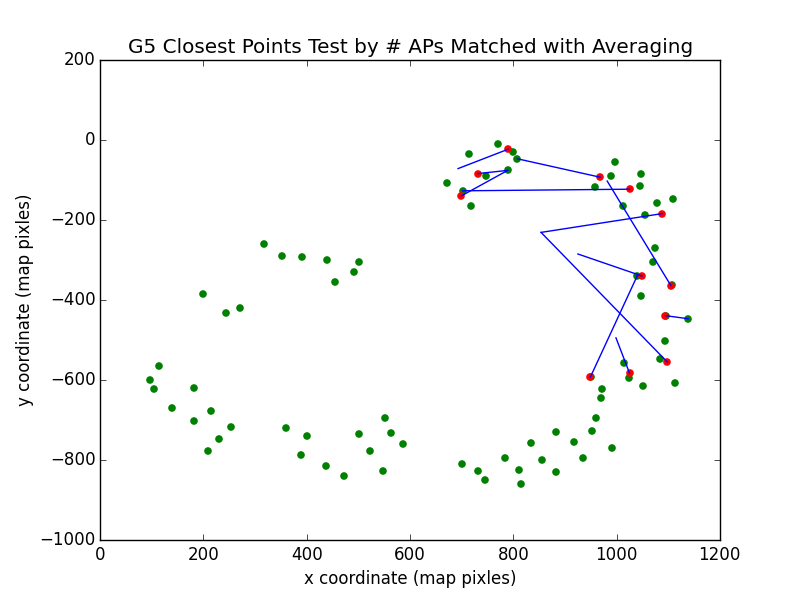 G5 Closest Points Test by # APs Matched with Averaging
200
0
−200
−400
−600
−800
−1000
y coordinate (map pixles)
0 200 400 600 800 1000 1200
x coordinate (map pixles)